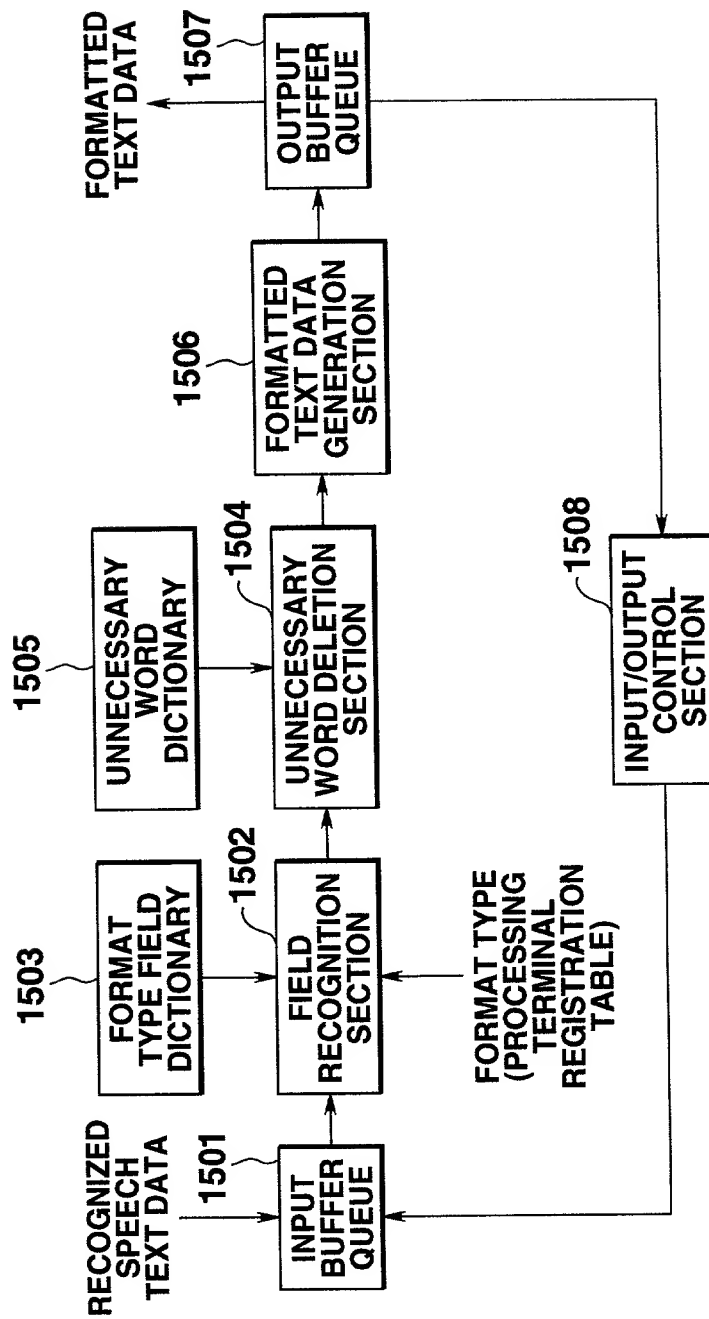 RECOGNIZED
SPEECH
TEXT DATA
1501
INPUT
BUFFER
QUEUE
1503
FORMAT
TYPE FIELD
DICTIONARY
1502
FIELD
RECOGNITION
SECTION
FORMAT TYPE
(PROCESSING
TERMINAL
REGISTRATION
TABLE)
1505
UNNECESSARY
WORD
DICTIONARY
1504
UNNECESSARY
WORD DELETION
SECTION
1506
FORMATTED
TEXT DATA
GENERATION
SECTION
FORMATTED
TEXT DATA
1507
OUTPUT
BUFFER
QUEUE
1508
INPUT/OUTPUT
CONTROL
SECTION